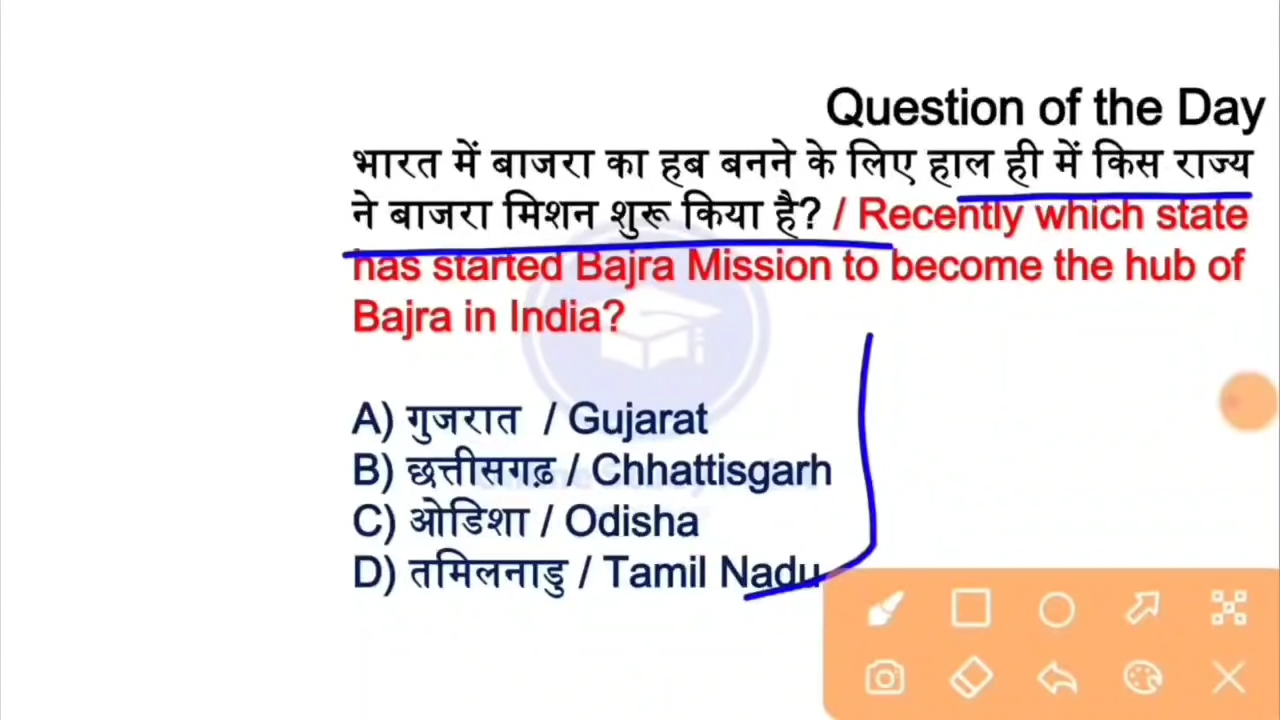 Question of the Day
भारत में बाजरा का हब बनने के लिए हाल ही में किस राज्य
ने बाजरा मिशन शुरू किया है? / Recently which state
has started Bajra Mission to become the hub of
Bajra in India?
A) गुजरात / Gujarat
B) छत्तीसगढ़ / Chhattisgarh
C) ओडिशा / Odisha
D) तमिलनाडु / Tamil Nadu